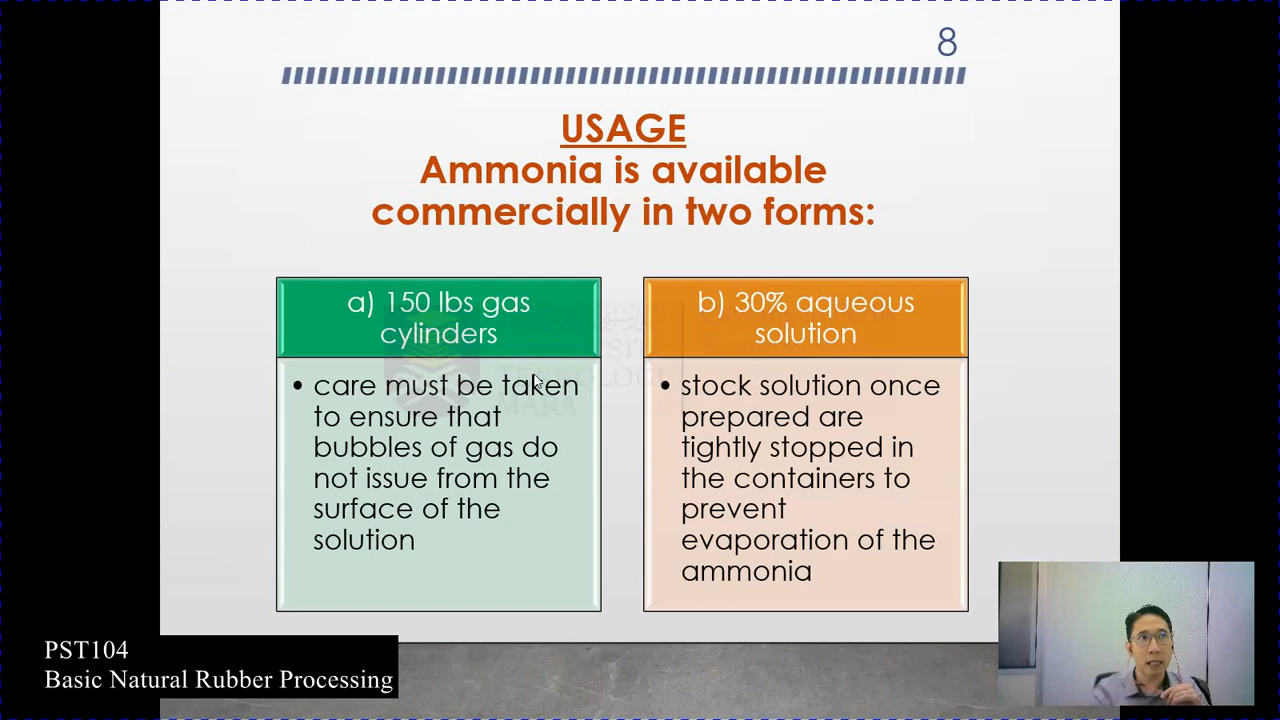 8
USAGE
Ammonia is available
commercially in two forms:
a) 150 lbs gas
cylinders
• care must be taken
to ensure that
bubbles of gas do
not issue from the
surface of the
solution
b) 30% aqueous
solution
• stock solution once
prepared are
tightly stopped in
the containers to
prevent
evaporation of the
ammonia
TEKNOLOGI
MARA
PST104
Basic Natural Rubber Processing